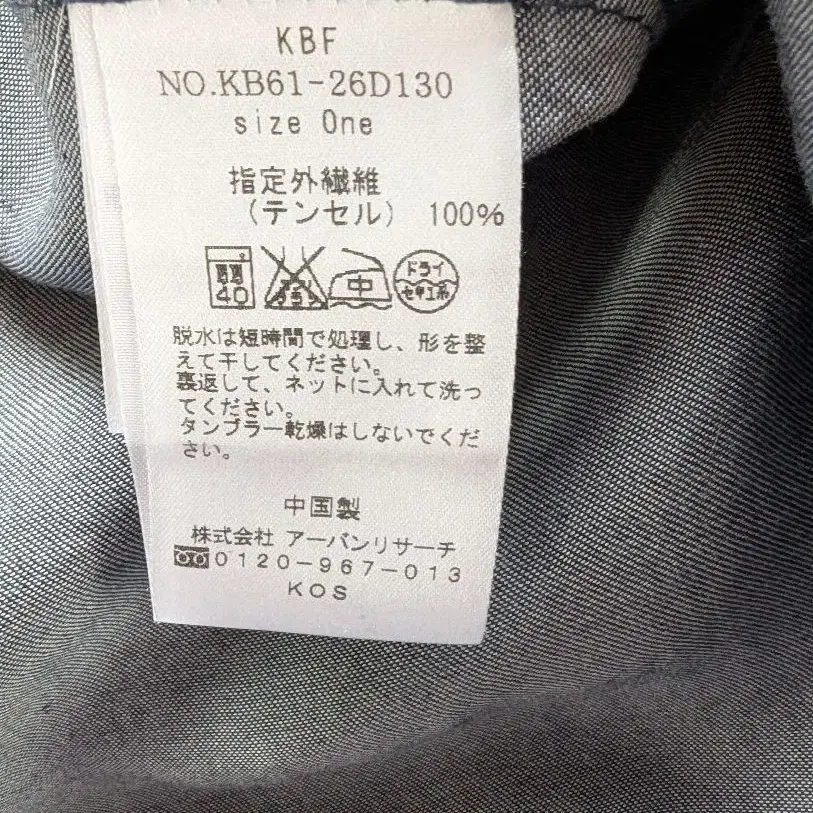 KBF
NO.KB61-26D130
size One
指定外繊維
(テンセル) 100%
40 中 ドライ
セキユ系
脱水は短時間で処理し、形を整
えて干してください。
裏返して、ネットに入れて洗っ
てください。
タンブラー乾燥はしないでくだ
さい。
中国製
株式会社 アーバンリサーチ
0120-967-013
KOS